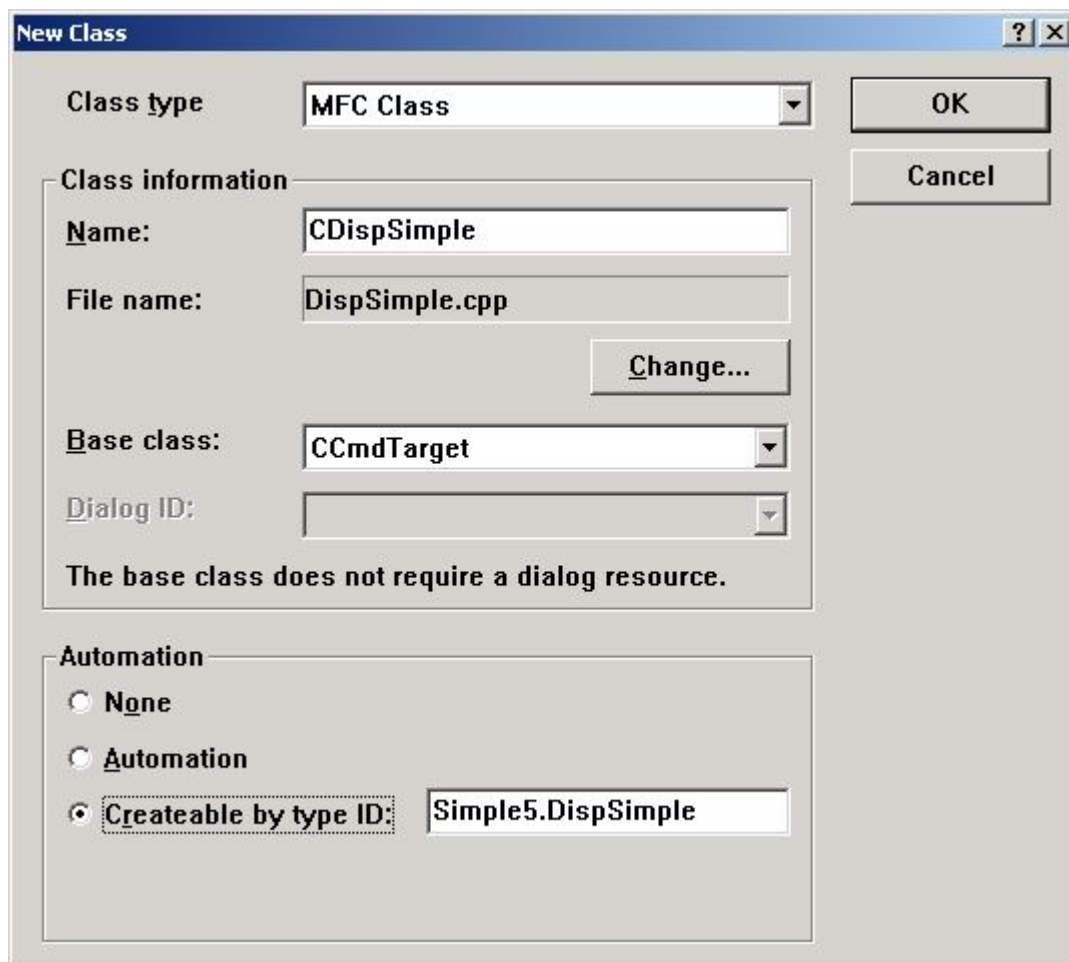 New Class
Class type MFC Class
OK
Cancel
Class information
Name: CDispSimple
File name: DispSimple.cpp
Change...
Base class: CCmdTarget
Dialog ID:
The base class does not require a dialog resource.
Automation
None
Automation
Createable by type ID: Simple5.DispSimple